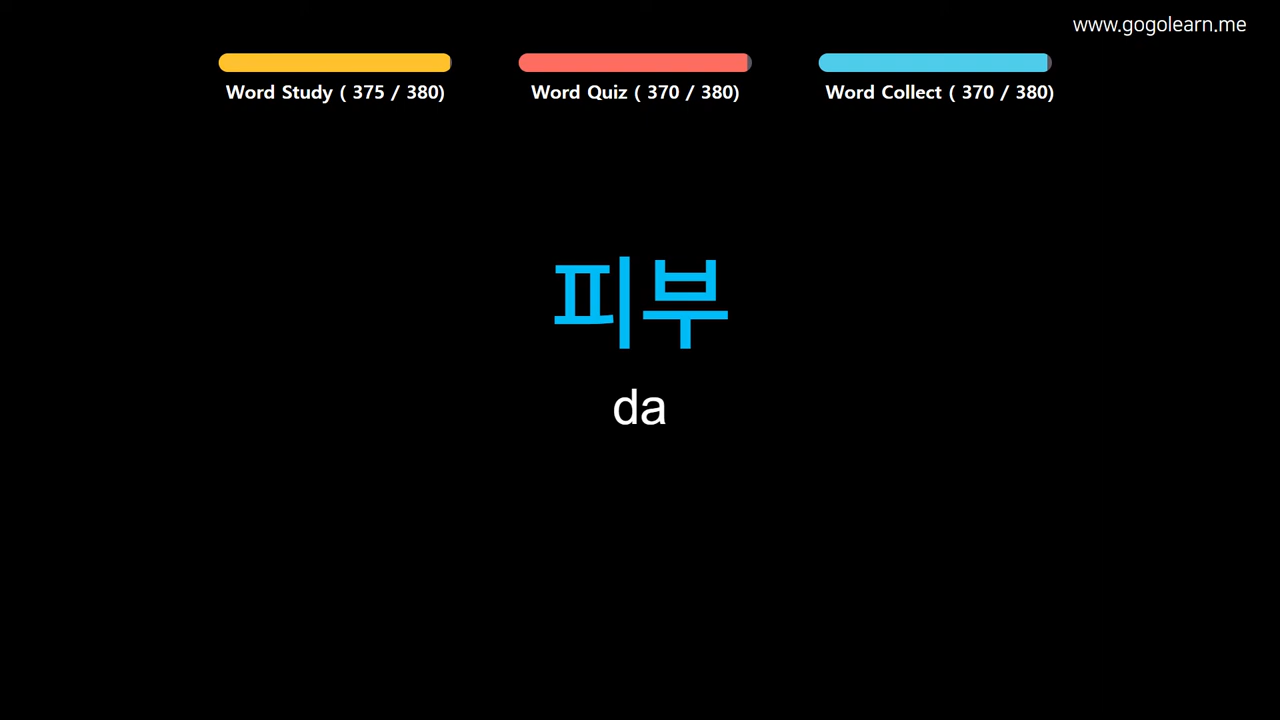 www.gogolearn.me
Word Study ( 375 / 380)
Word Quiz ( 370 / 380)
Word Collect ( 370 / 380)
피부
da